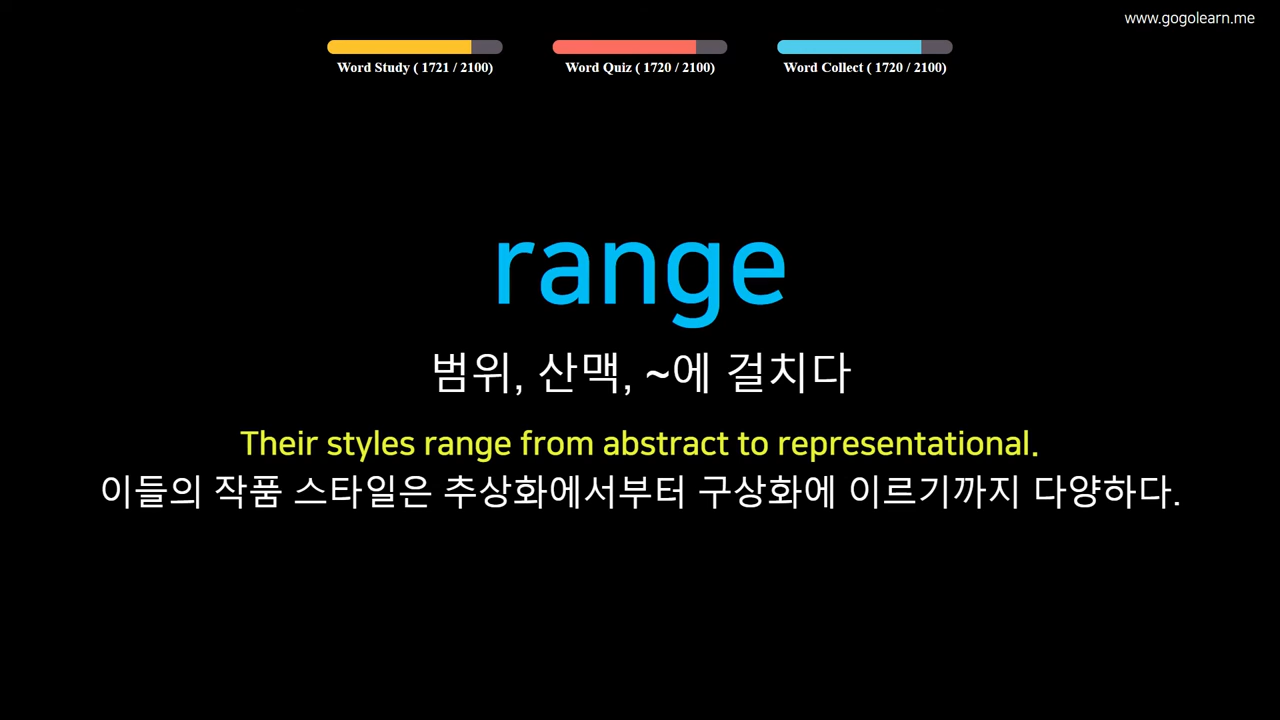 www.gogolearn.me
Word Study ( 1721 / 2100)
Word Quiz ( 1720 / 2100)
Word Collect ( 1720 / 2100)
range
범위, 산맥, ~에 걸치다
Their styles range from abstract to representational.
이들의 작품 스타일은 추상화에서부터 구상화에 이르기까지 다양하다.